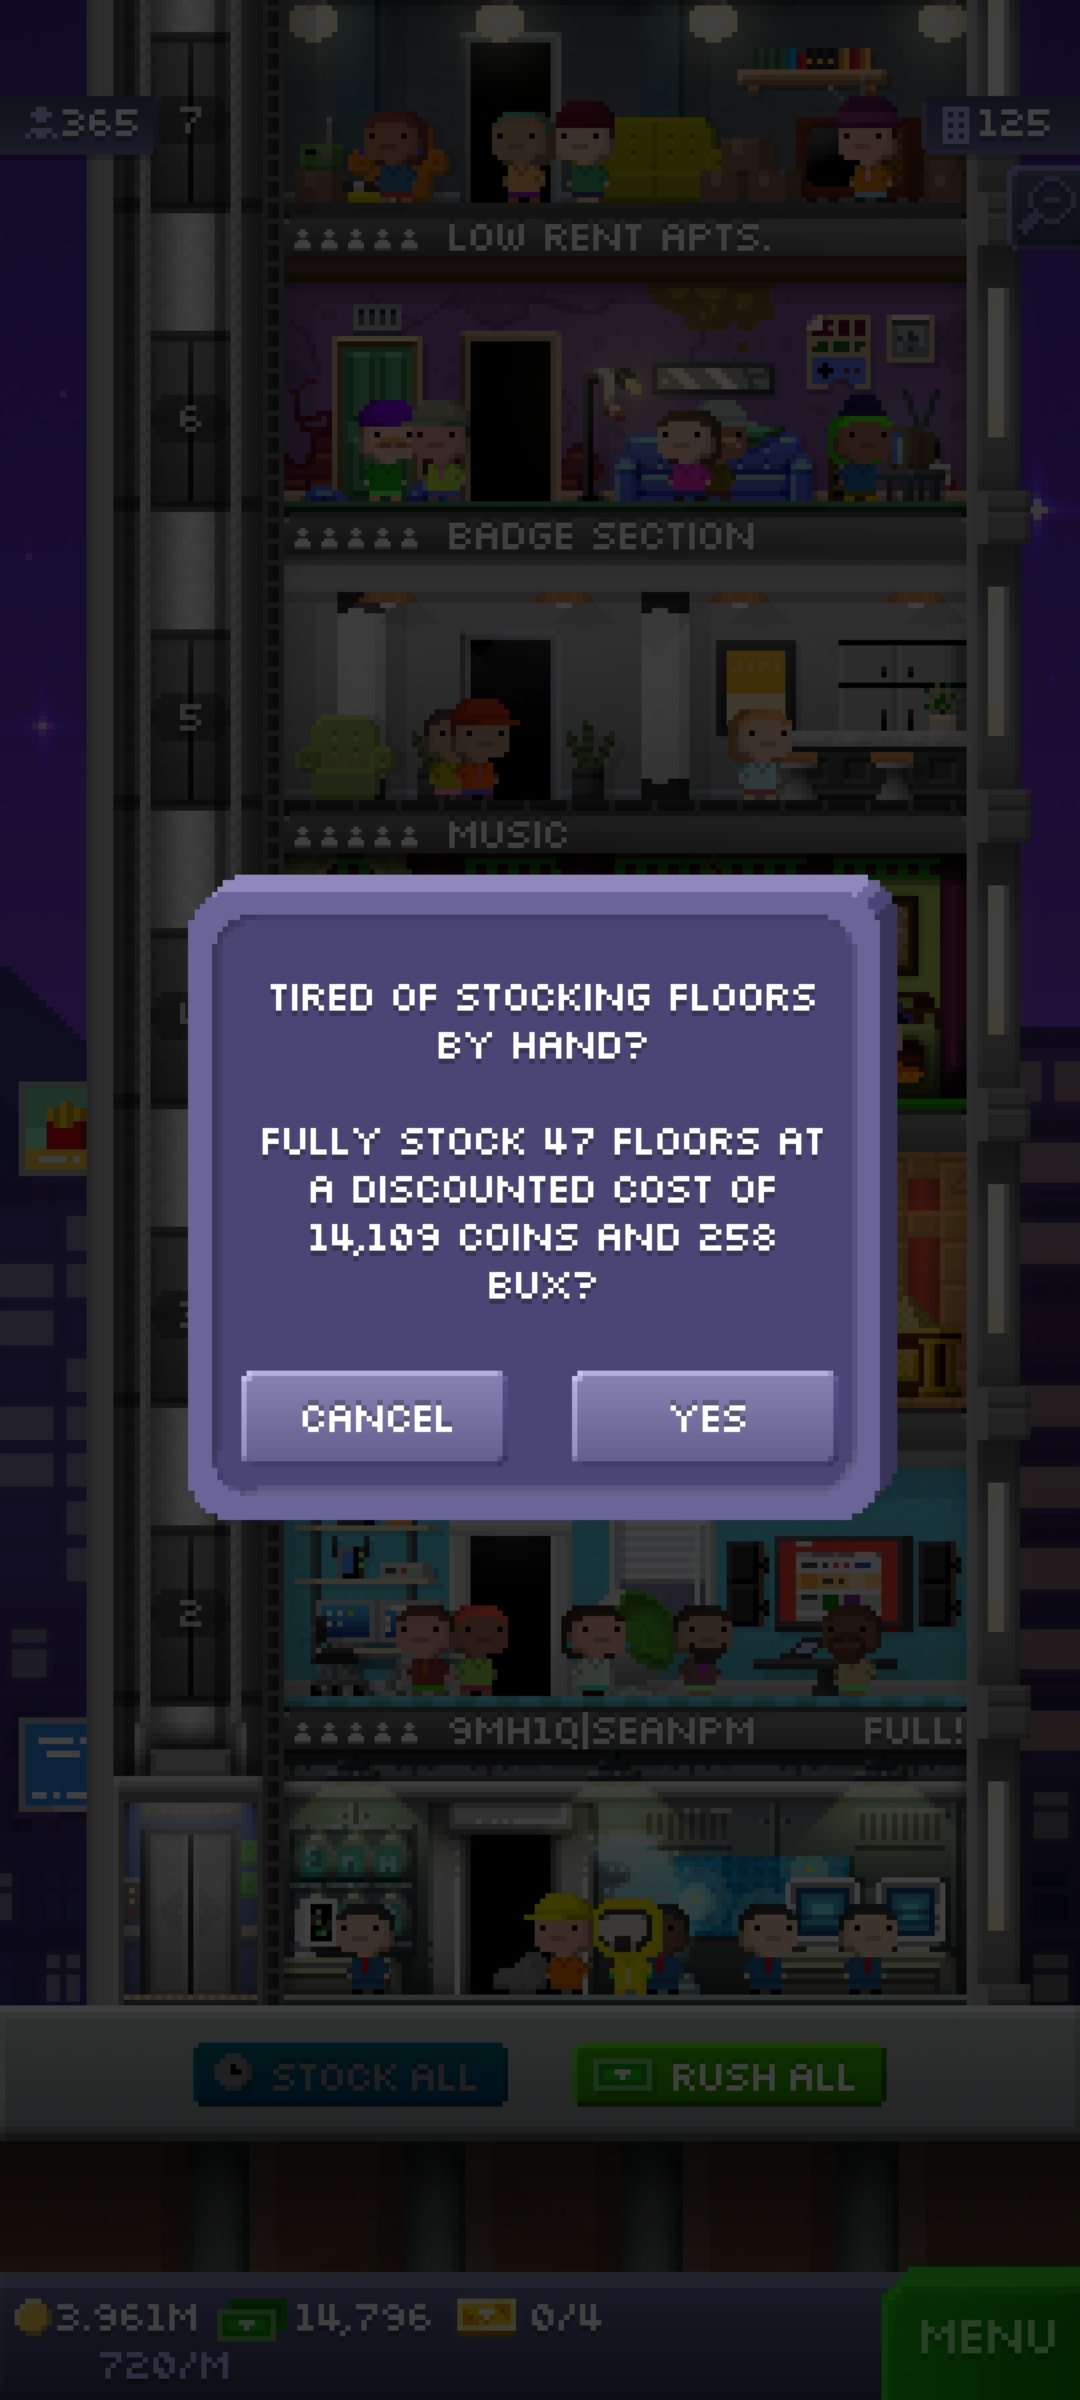 365
7
125
LOW RENT APTS.
6
BADGE SECTION
5
MUSIC
TIRED OF STOCKING FLOORS
BY HAND?
FULLY STOCK 47 FLOORS AT
A DISCOUNTED COST OF
14,109 COINS AND 258
BUX?
CANCEL
YES
2
9MH1Q|SEANPM
FULL!
STOCK ALL
RUSH ALL
3.961M
14,796
0/4
720/M
MENU